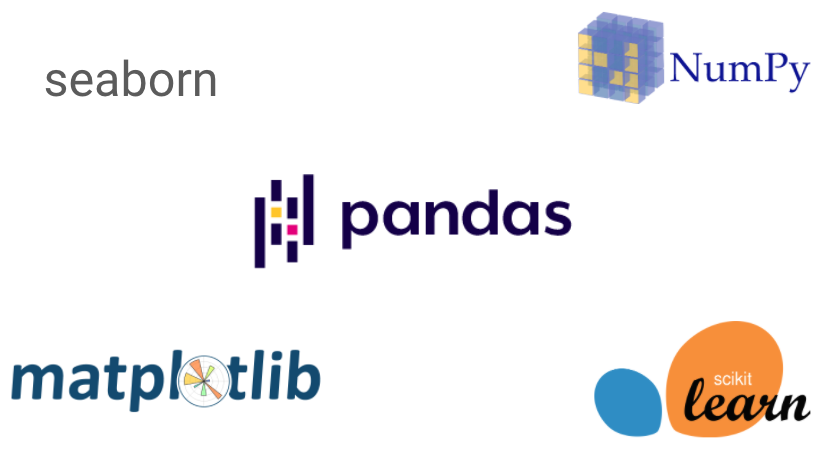 seaborn
NumPy
pandas
matplotlib
scikit
learn